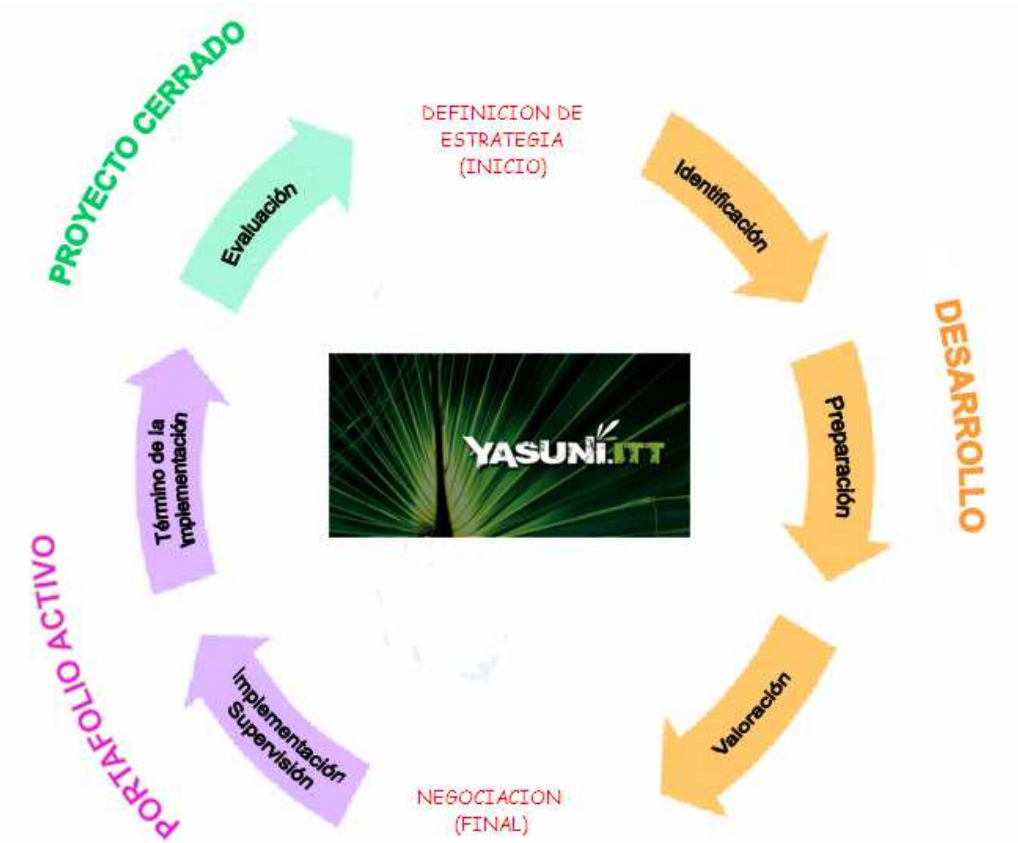 DEFINICION DE
ESTRATEGIA
(INICIO)
Identificación
DESARROLLO
Preparación
Valoración
NEGOCIACION
(FINAL)
Implementación
Supervisión
PORTAFOLIO ACTIVO
Término de la
Implementación
PROYECTO CERRADO
Evaluación
YASUNÍ.ITT